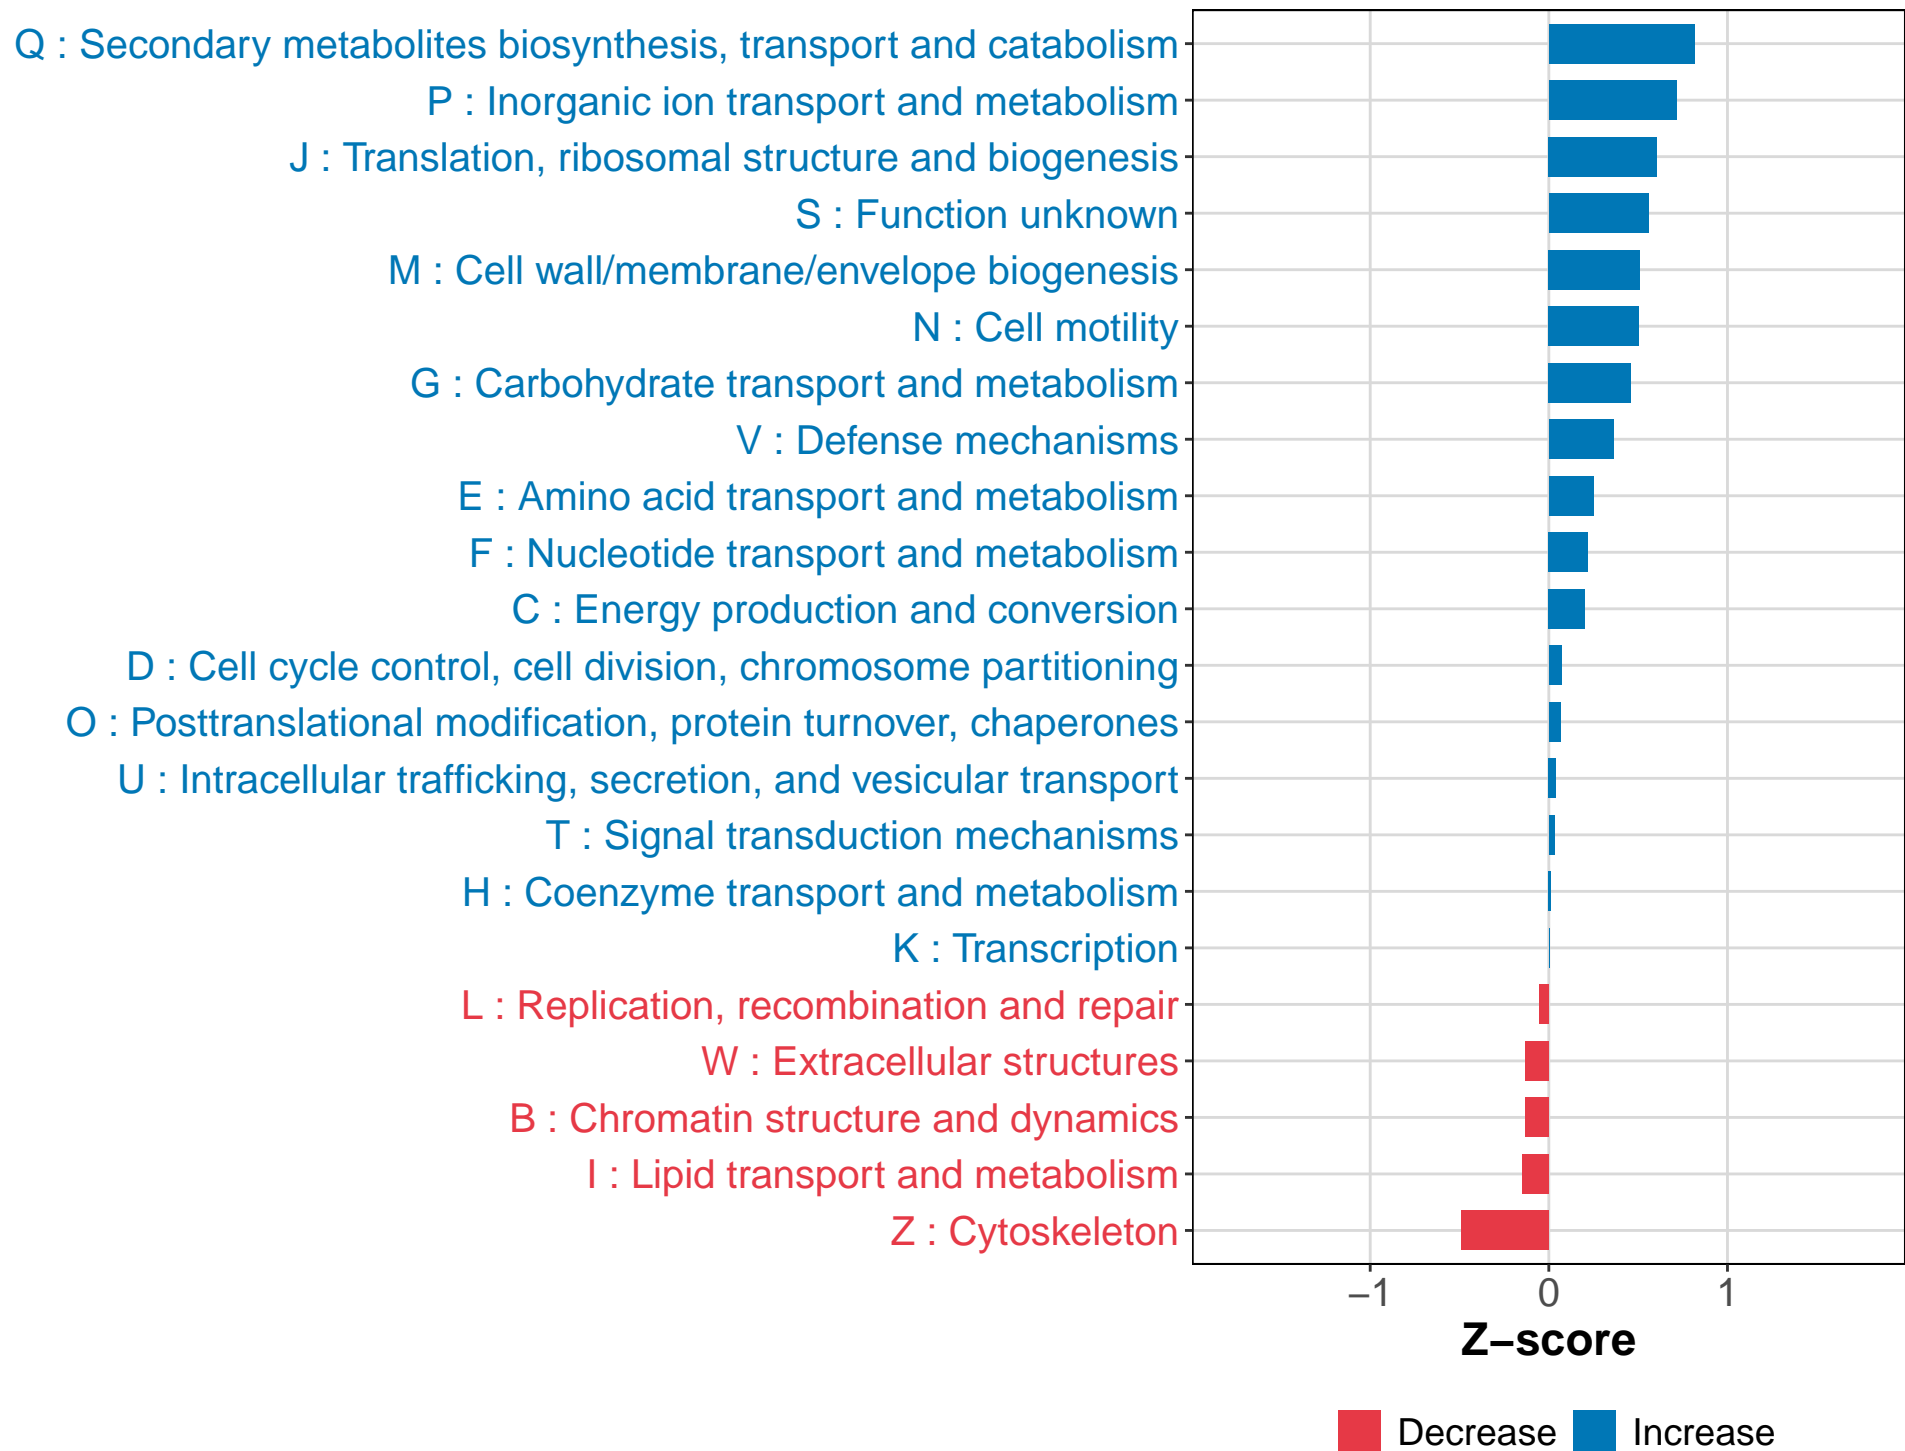 Q : Secondary metabolites biosynthesis, transport and catabolism
P : Inorganic ion transport and metabolism
J : Translation, ribosomal structure and biogenesis
S : Function unknown
M : Cell wall/membrane/envelope biogenesis
N : Cell motility
G : Carbohydrate transport and metabolism
V : Defense mechanisms
E : Amino acid transport and metabolism
F : Nucleotide transport and metabolism
C : Energy production and conversion
D : Cell cycle control, cell division, chromosome partitioning
O : Posttranslational modification, protein turnover, chaperones
U : Intracellular trafficking, secretion, and vesicular transport
T : Signal transduction mechanisms
H : Coenzyme transport and metabolism
K : Transcription
L : Replication, recombination and repair
W : Extracellular structures
B : Chromatin structure and dynamics
I : Lipid transport and metabolism
Z : Cytoskeleton
−1 0 1
Z−score
Decrease Increase